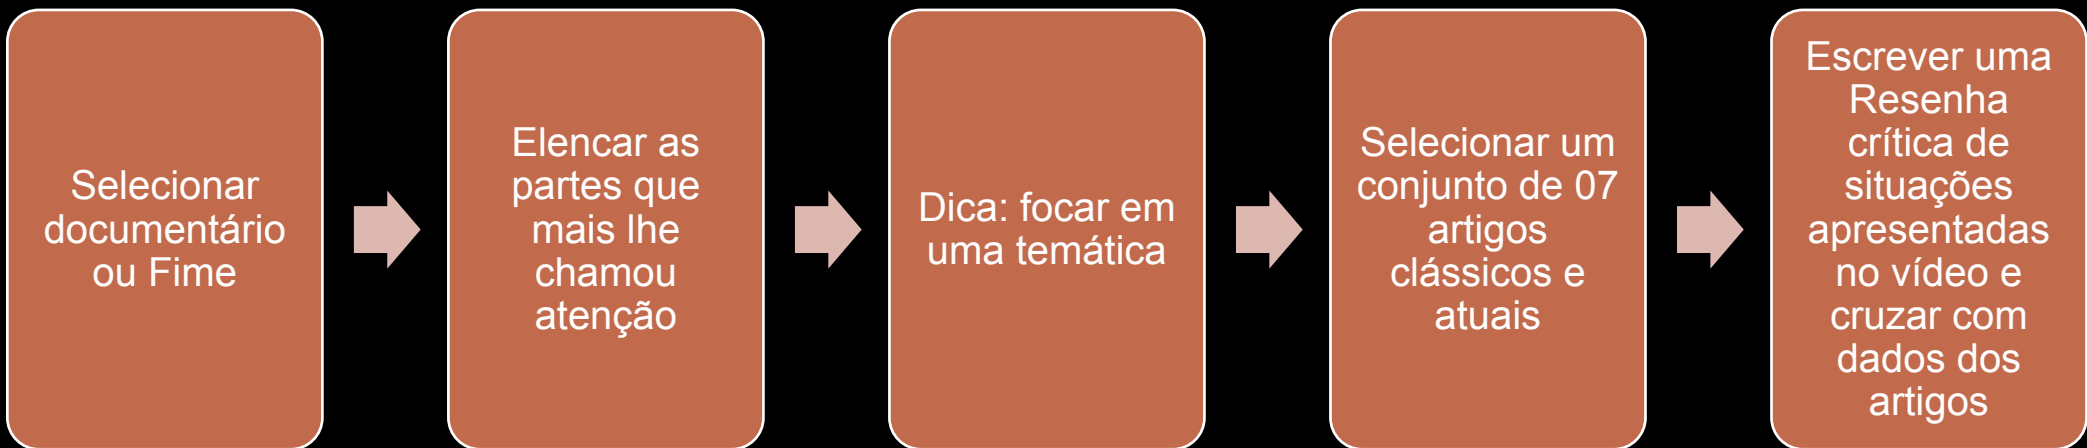 Selecionar
documentário
ou Fime
Elencar as
partes que
mais lhe
chamou
atenção
Dica: focar em
uma temática
Selecionar um
conjunto de 07
artigos
clássicos e
atuais
Escrever uma
Resenha
crítica de
situações
apresentadas
no vídeo e
cruzar com
dados dos
artigos